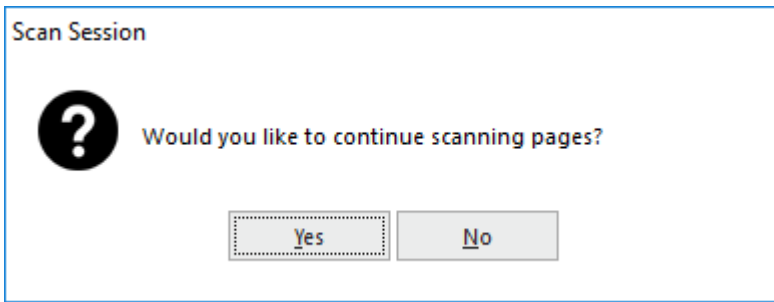 Scan Session
Would you like to continue scanning pages?
Yes
No